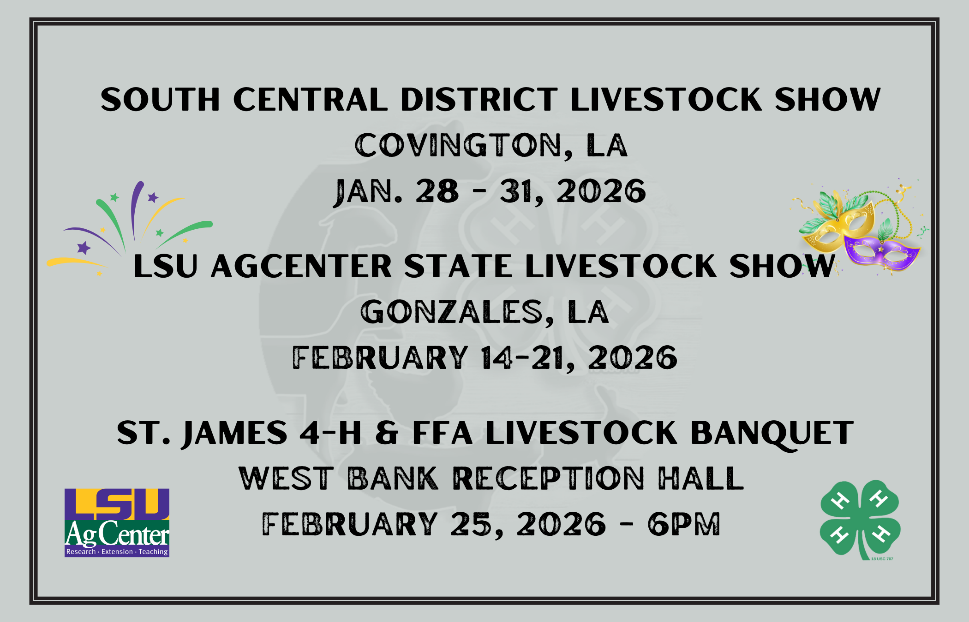 SOUTH CENTRAL DISTRICT LIVESTOCK SHOW
COVINGTON, LA
JAN. 28 - 31, 2026
LSU AGCENTER STATE LIVESTOCK SHOW
GONZALES, LA
FEBRUARY 14-21, 2026
ST. JAMES 4-H & FFA LIVESTOCK BANQUET
WEST BANK RECEPTION HALL
FEBRUARY 25, 2026 - 6PM
LSU
AgCenter
Research · Extension · Teaching
H H
H H